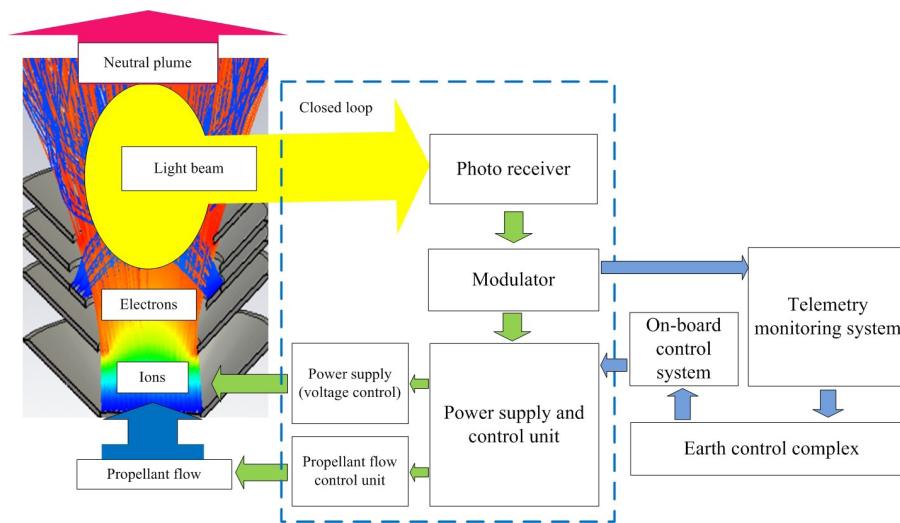 Neutral plume
Closed loop
Light beam
Photo receiver
Modulator
Telemetry
monitoring system
Electrons
On-board
control
system
Ions
Power supply
(voltage control)
Power supply and
control unit
Earth control complex
Propellant flow
Propellant flow
control unit